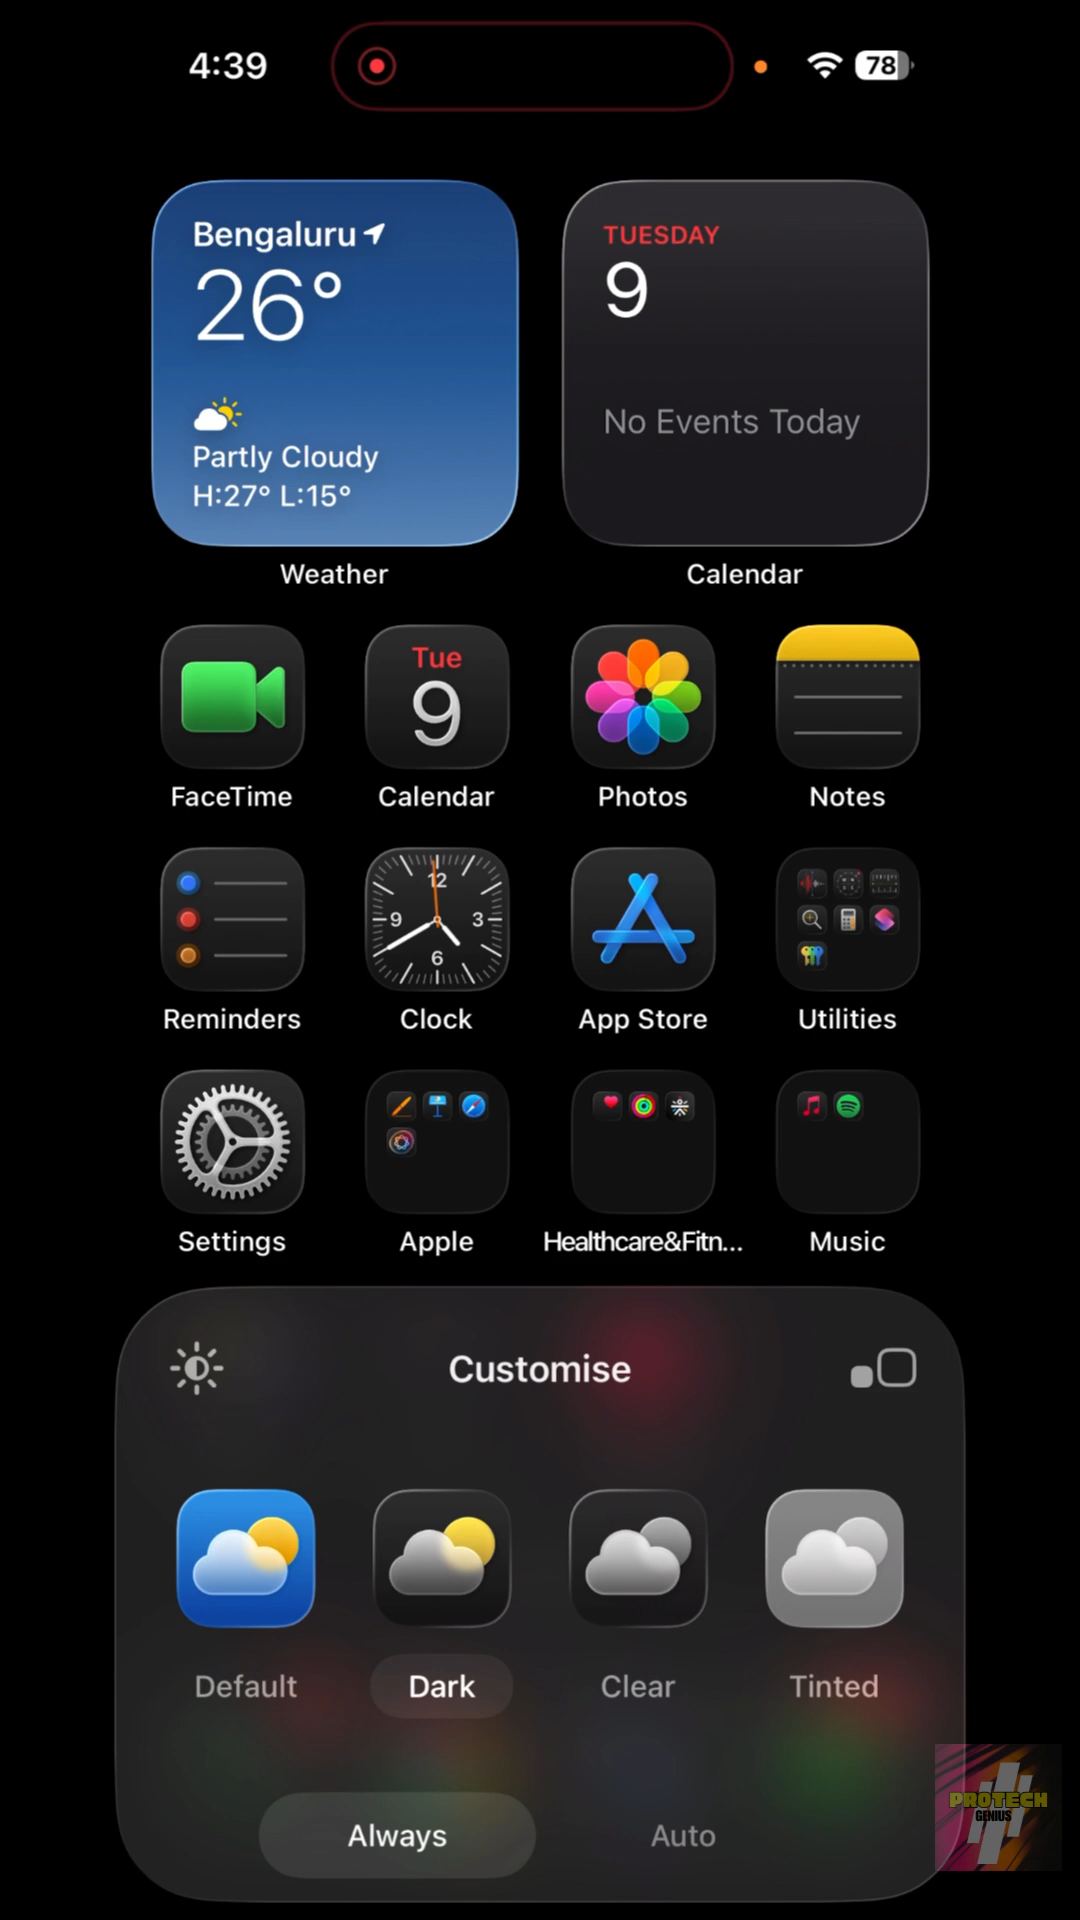 4:39
78
Bengaluru
26°
Partly Cloudy
H:27° L:15°
Weather
TUESDAY
9
No Events Today
Calendar
FaceTime
Tue
9
Calendar
Photos
Notes
Reminders
12
9
3
6
Clock
App Store
Utilities
Settings
Apple
Healthcare&Fitn...
Music
Customise
Default
Dark
Clear
Tinted
Always
Auto
PROTECH
GENIUS